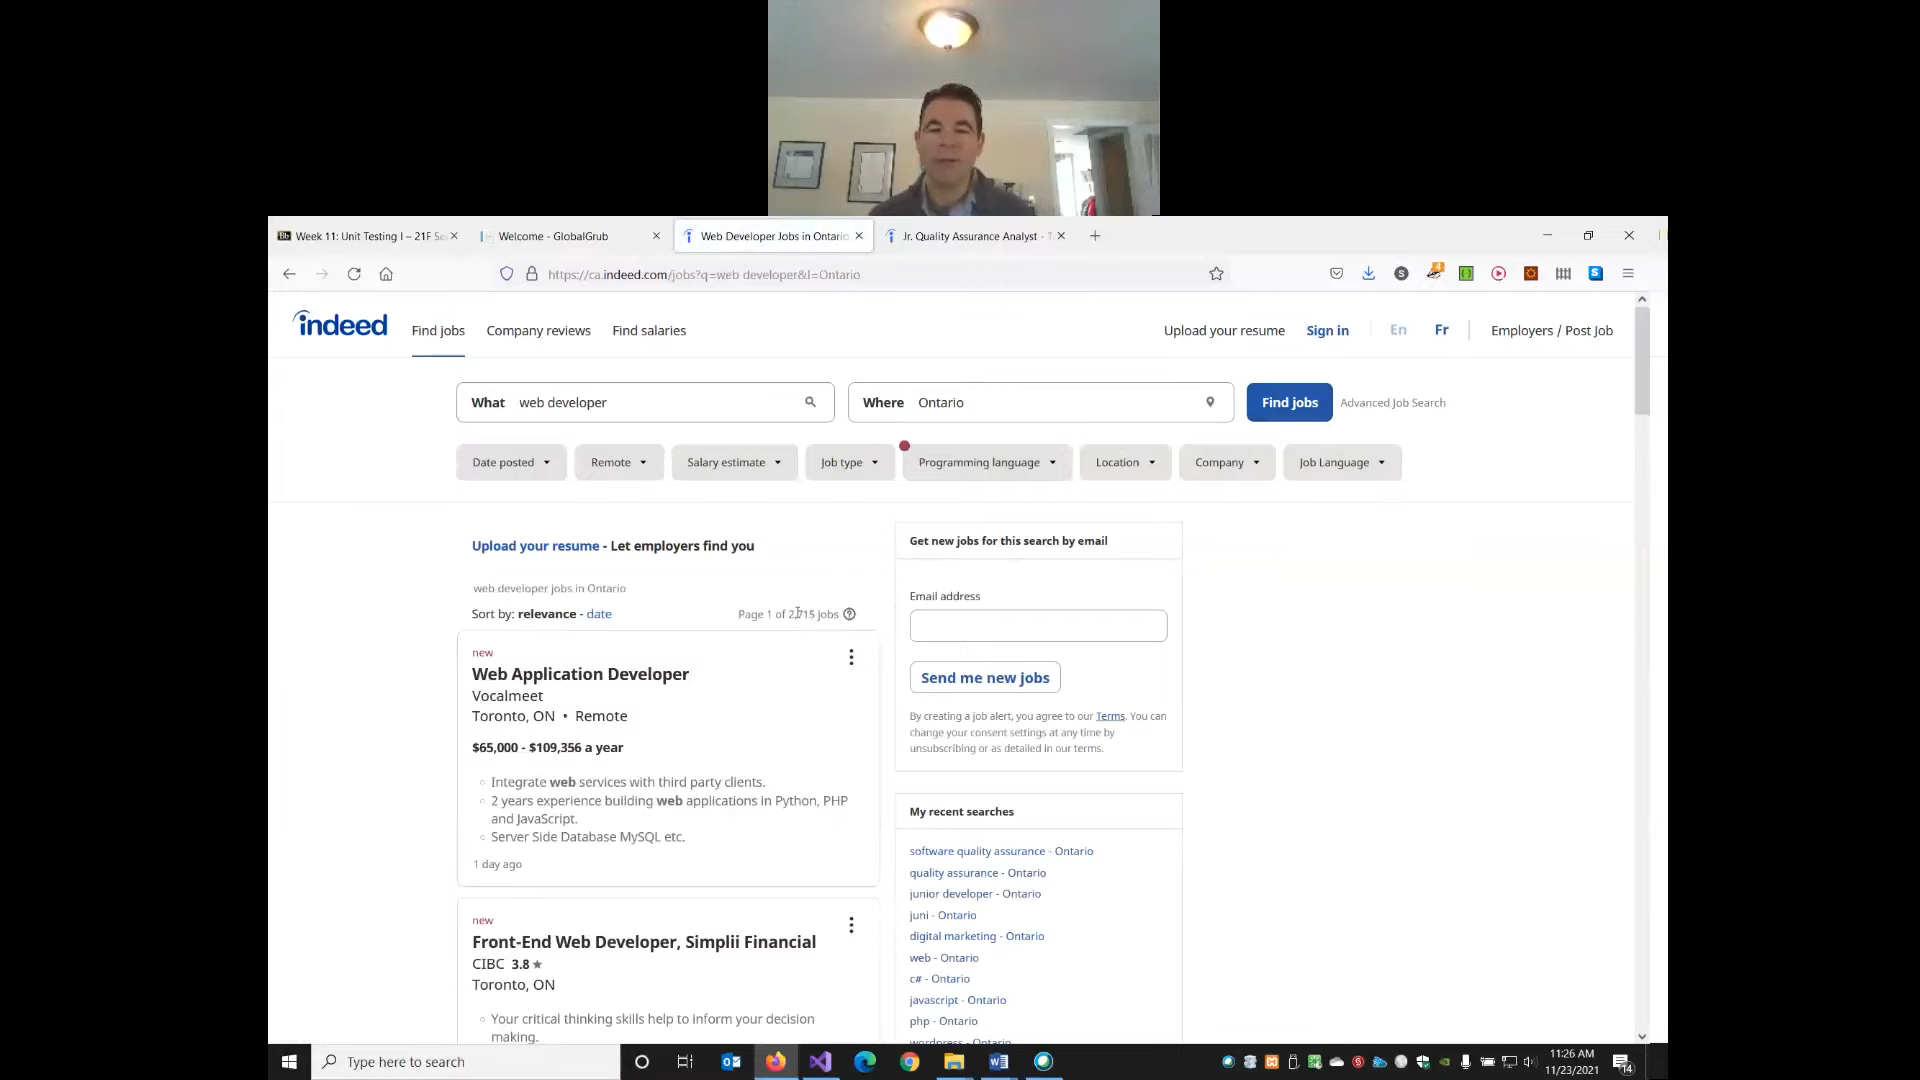 Week 11: Unit Testing I – 21F Se
Welcome - GlobalGrub
Web Developer Jobs in Ontario
Jr. Quality Assurance Analyst - T
https://ca.indeed.com/jobs?q=web developer&l=Ontario
indeed
Find jobs
Company reviews
Find salaries
Upload your resume
Sign in
En
Fr
Employers / Post Job
What web developer
Where Ontario
Find jobs
Advanced Job Search
Date posted
Remote
Salary estimate
Job type
Programming language
Location
Company
Job Language
Upload your resume - Let employers find you
web developer jobs in Ontario
Sort by: relevance - date
Page 1 of 2,715 jobs
new
Web Application Developer
Vocalmeet
Toronto, ON • Remote
$65,000 - $109,356 a year
Integrate web services with third party clients.
2 years experience building web applications in Python, PHP
and JavaScript.
Server Side Database MySQL etc.
1 day ago
new
Front-End Web Developer, Simplii Financial
CIBC 3.8
Toronto, ON
Your critical thinking skills help to inform your decision
making.
Get new jobs for this search by email
Email address
Send me new jobs
By creating a job alert, you agree to our Terms. You can
change your consent settings at any time by
unsubscribing or as detailed in our terms.
My recent searches
software quality assurance - Ontario
quality assurance - Ontario
junior developer - Ontario
juni - Ontario
digital marketing - Ontario
web - Ontario
c# - Ontario
javascript - Ontario
php - Ontario
wordpress - Ontario
Type here to search
11:26 AM
11/23/2021
14